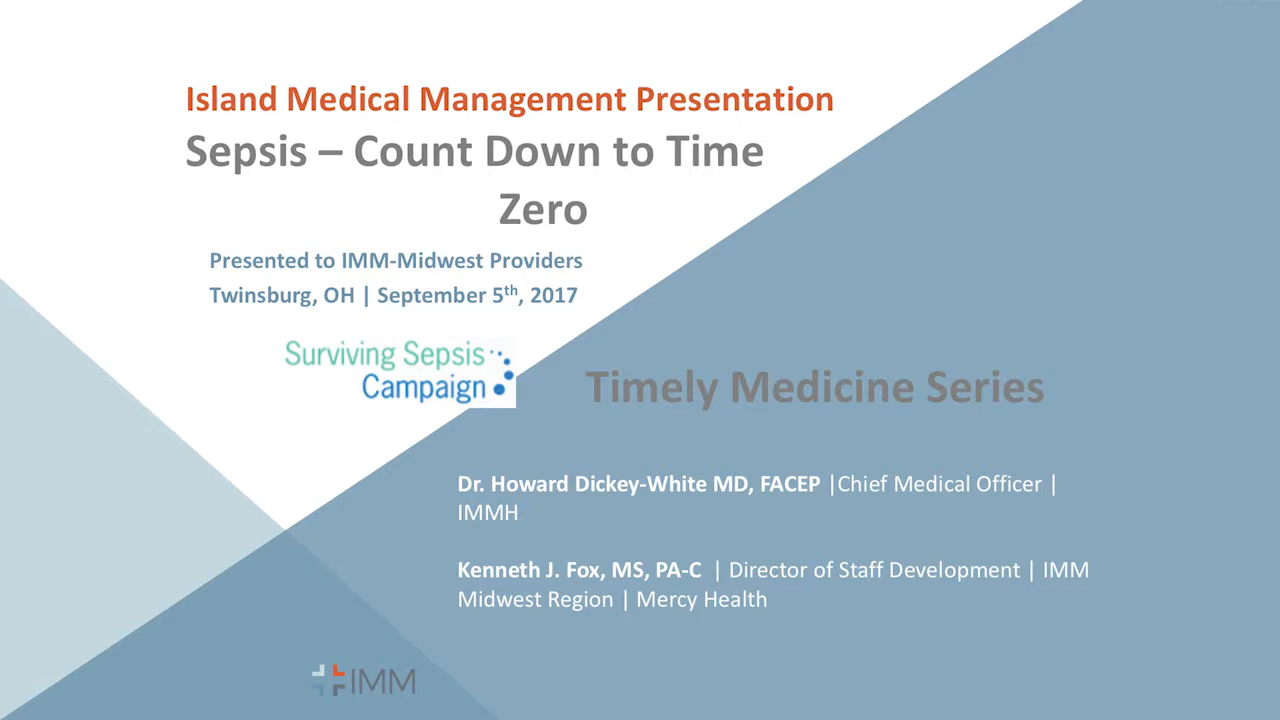 Island Medical Management Presentation
Sepsis – Count Down to Time
Zero
Presented to IMM-Midwest Providers
Twinsburg, OH | September 5th, 2017
Surviving Sepsis
Campaign
Timely Medicine Series
Dr. Howard Dickey-White MD, FACEP |Chief Medical Officer |
IMMH
Kenneth J. Fox, MS, PA-C | Director of Staff Development | IMM
Midwest Region | Mercy Health
IMM